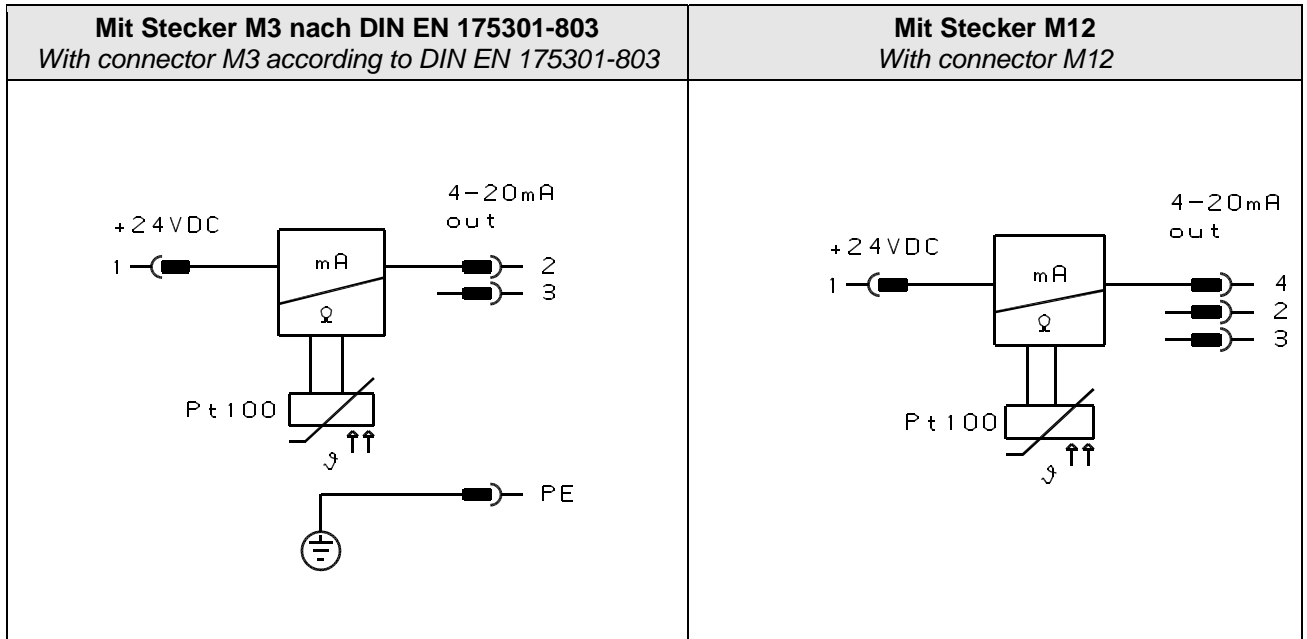 Mit Stecker M3 nach DIN EN 175301-803
With connector M3 according to DIN EN 175301-803
Mit Stecker M12
With connector M12
4-20mA
out
+24VDC
1
mA
2
3
Ω
Pt100
ϑ
PE
4-20mA
out
+24VDC
1
mA
4
2
3
Ω
Pt100
ϑ